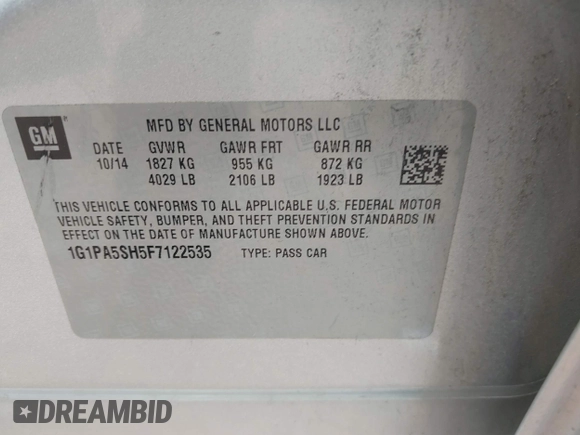 GM
MFD BY GENERAL MOTORS LLC
DATE GVWR GAWR FRT GAWR RR
10/14 1827 KG 955 KG 872 KG
4029 LB 2106 LB 1923 LB
THIS VEHICLE CONFORMS TO ALL APPLICABLE U.S. FEDERAL MOTOR
VEHICLE SAFETY, BUMPER, AND THEFT PREVENTION STANDARDS IN
EFFECT ON THE DATE OF MANUFACTURE SHOWN ABOVE.
1G1PA5SH5F7122535 TYPE: PASS CAR
DREAMBID